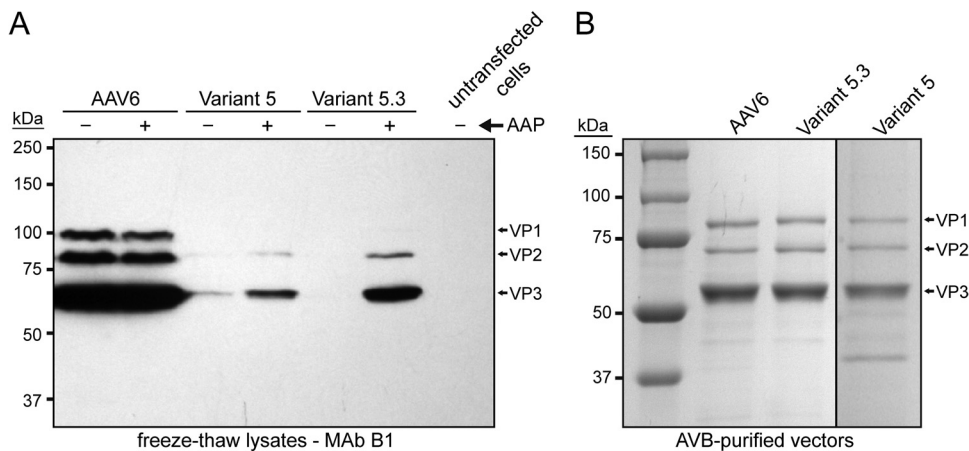 A
AAV6 Variant 5 Variant 5.3 untransfected cells
kDa − + − + − + − AAP
250
150
100 VP1
VP2
75
VP3
50
37
freeze-thaw lysates - MAb B1
B
AAV6 Variant 5.3 Variant 5
kDa
150
100
VP1
75
VP2
VP3
50
37
AVB-purified vectors